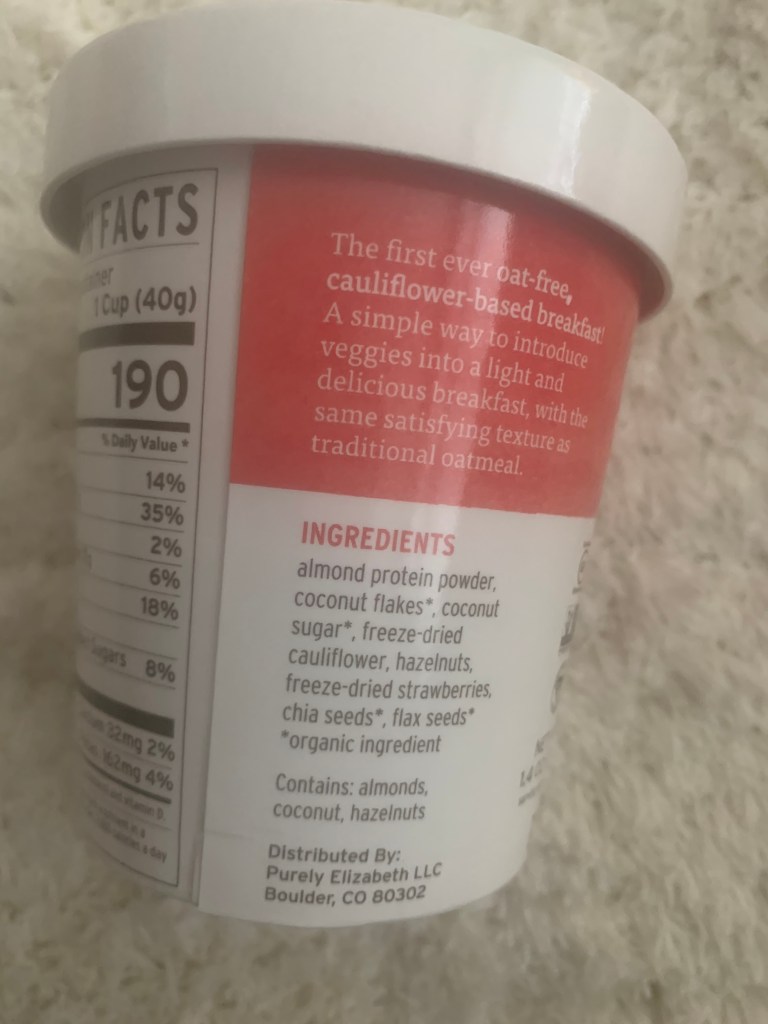 FACTS
1 Cup (40g)
190
% Daily Value *
14%
35%
2%
6%
18%
Sugars 8%
32mg 2%
162mg 4%
and vitamin D.
a day
The first ever oat-free,
cauliflower-based breakfast!
A simple way to introduce
veggies into a light and
delicious breakfast, with the
same satisfying texture as
traditional oatmeal.
INGREDIENTS
almond protein powder,
coconut flakes*, coconut
sugar*, freeze-dried
cauliflower, hazelnuts,
freeze-dried strawberries,
chia seeds*, flax seeds*
*organic ingredient
Contains: almonds,
coconut, hazelnuts
Distributed By:
Purely Elizabeth LLC
Boulder, CO 80302